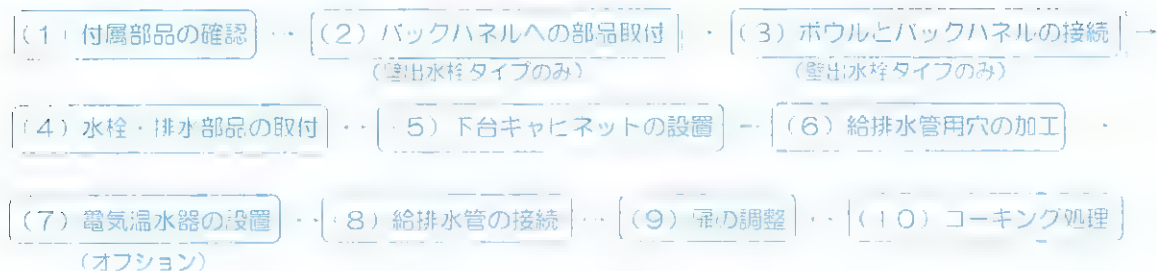 (1) 付属部品の確認 → (2) バックパネルへの部品取付 → (3) ボウルとバックパネルの接続 →
(壁出水栓タイプのみ) (壁出水栓タイプのみ)
(4) 水栓・排水部品の取付 → (5) 下台キャビネットの設置 → (6) 給排水管用穴の加工 →
(7) 電気温水器の設置 → (8) 給排水管の接続 → (9) 扉の調整 → (10) コーキング処理
(オプション)